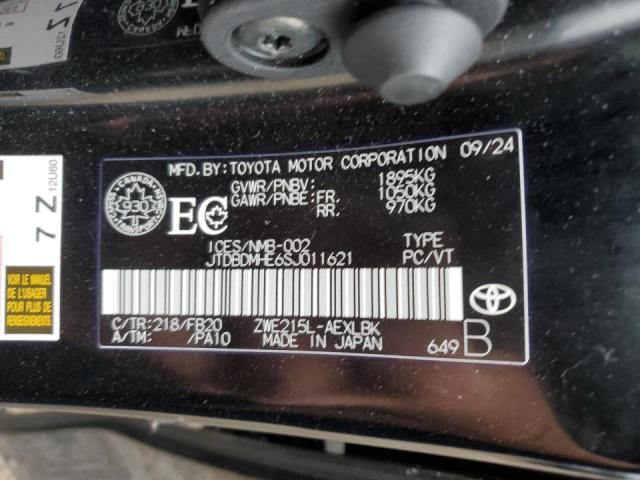 MFD.BY:TOYOTA MOTOR CORPORATION 09/24
GVWR/PNBV: 1895KG
GAWR/PNBE:FR. 1050KG
RR. 970KG
CANADA
930
EC
ICES/NMB-002 TYPE
JTDBDMHE6SJ011621 PC/VT
C/TR:218/FB20 ZWE215L-AEXLBK
A/TM: /PA10 MADE IN JAPAN 649 B
7 Z 12U60
VOIR LE MANUEL
DE L'USAGER
POUR PLUS DE